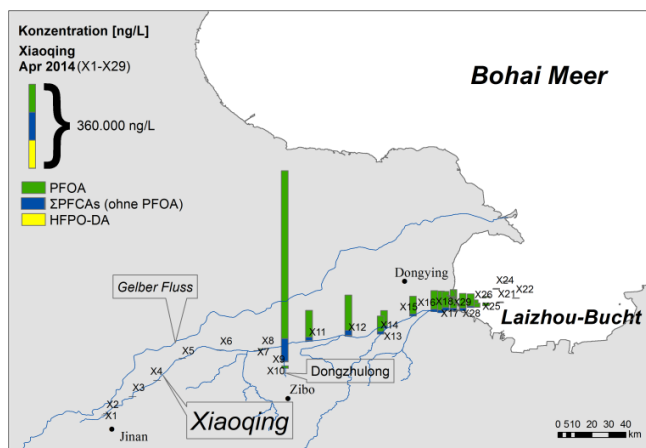 Konzentration [ng/L]
Xiaoqing
Apr 2014 (X1-X29)
360.000 ng/L
PFOA
ΣPFCAs (ohne PFOA)
HFPO-DA
Bohai Meer
Gelber Fluss
Dongying
Laizhou-Bucht
X24
X22
X26
X21
X25
X16
X18
X29
X15
X17
X28
X14
X13
X12
X11
X8
X7
X9
X10
X6
X5
X4
X3
X2
X1
Dongzhulong
Zibo
Xiaoqing
Jinan
0 5 10 20 30 40
km